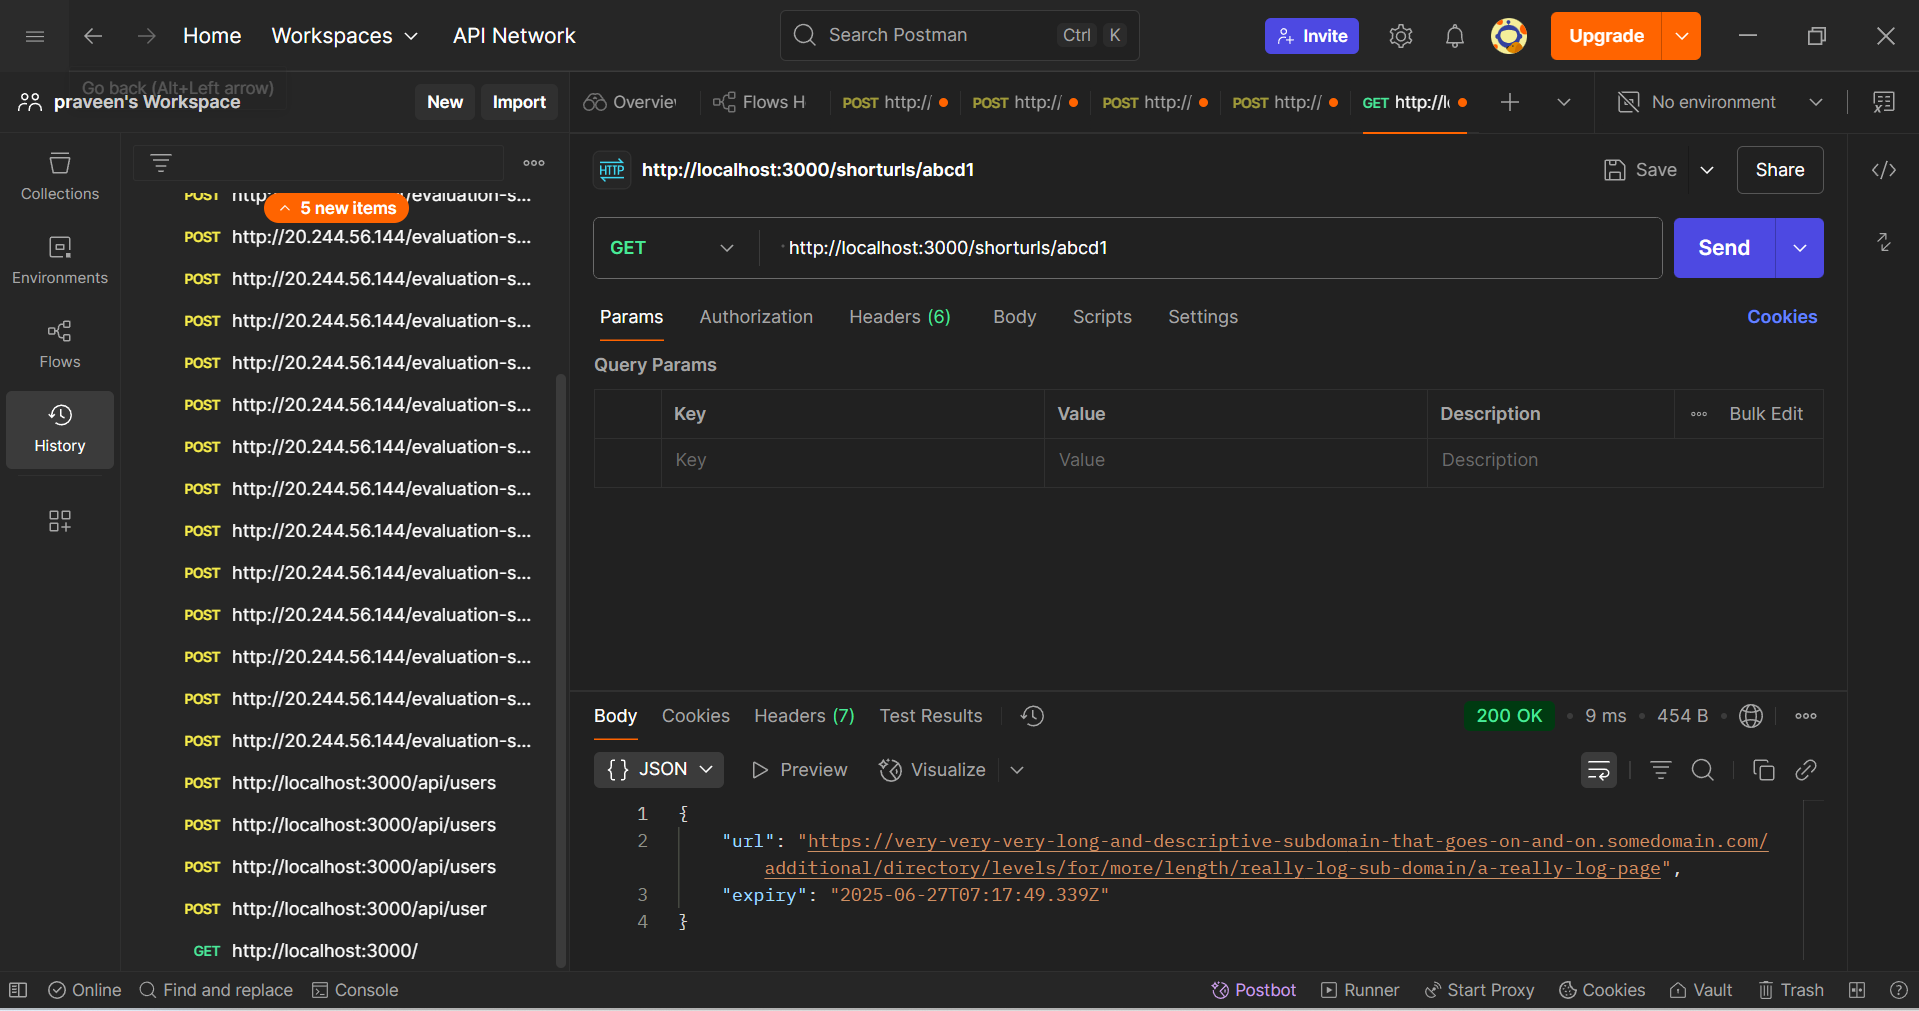 Home Workspaces API Network Search Postman Ctrl K Invite Upgrade
Go back (Alt+Left arrow)
praveen's Workspace New Import Overview Flows H POST http:// POST http:// POST http:// POST http:// GET http://l No environment
Collections
Environments
Flows
History
POST
5 new items
POST http://20.244.56.144/evaluation-s...
POST http://20.244.56.144/evaluation-s...
POST http://20.244.56.144/evaluation-s...
POST http://20.244.56.144/evaluation-s...
POST http://20.244.56.144/evaluation-s...
POST http://20.244.56.144/evaluation-s...
POST http://20.244.56.144/evaluation-s...
POST http://20.244.56.144/evaluation-s...
POST http://20.244.56.144/evaluation-s...
POST http://20.244.56.144/evaluation-s...
POST http://20.244.56.144/evaluation-s...
POST http://20.244.56.144/evaluation-s...
POST http://20.244.56.144/evaluation-s...
POST http://localhost:3000/api/users
POST http://localhost:3000/api/users
POST http://localhost:3000/api/users
POST http://localhost:3000/api/user
GET http://localhost:3000/
HTTP http://localhost:3000/shorturls/abcd1 Save Share
GET http://localhost:3000/shorturls/abcd1 Send
Params Authorization Headers (6) Body Scripts Settings Cookies
Query Params
Key Value Description Bulk Edit
Key Value Description
Body Cookies Headers (7) Test Results 200 OK • 9 ms • 454 B •
{} JSON Preview Visualize
1 {
2 "url": "https://very-very-very-long-and-descriptive-subdomain-that-goes-on-and-on.somedomain.com/
additional/directory/levels/for/more/length/really-log-sub-domain/a-really-log-page",
3 "expiry": "2025-06-27T07:17:49.339Z"
4 }
Online Find and replace Console Postbot Runner Start Proxy Cookies Vault Trash